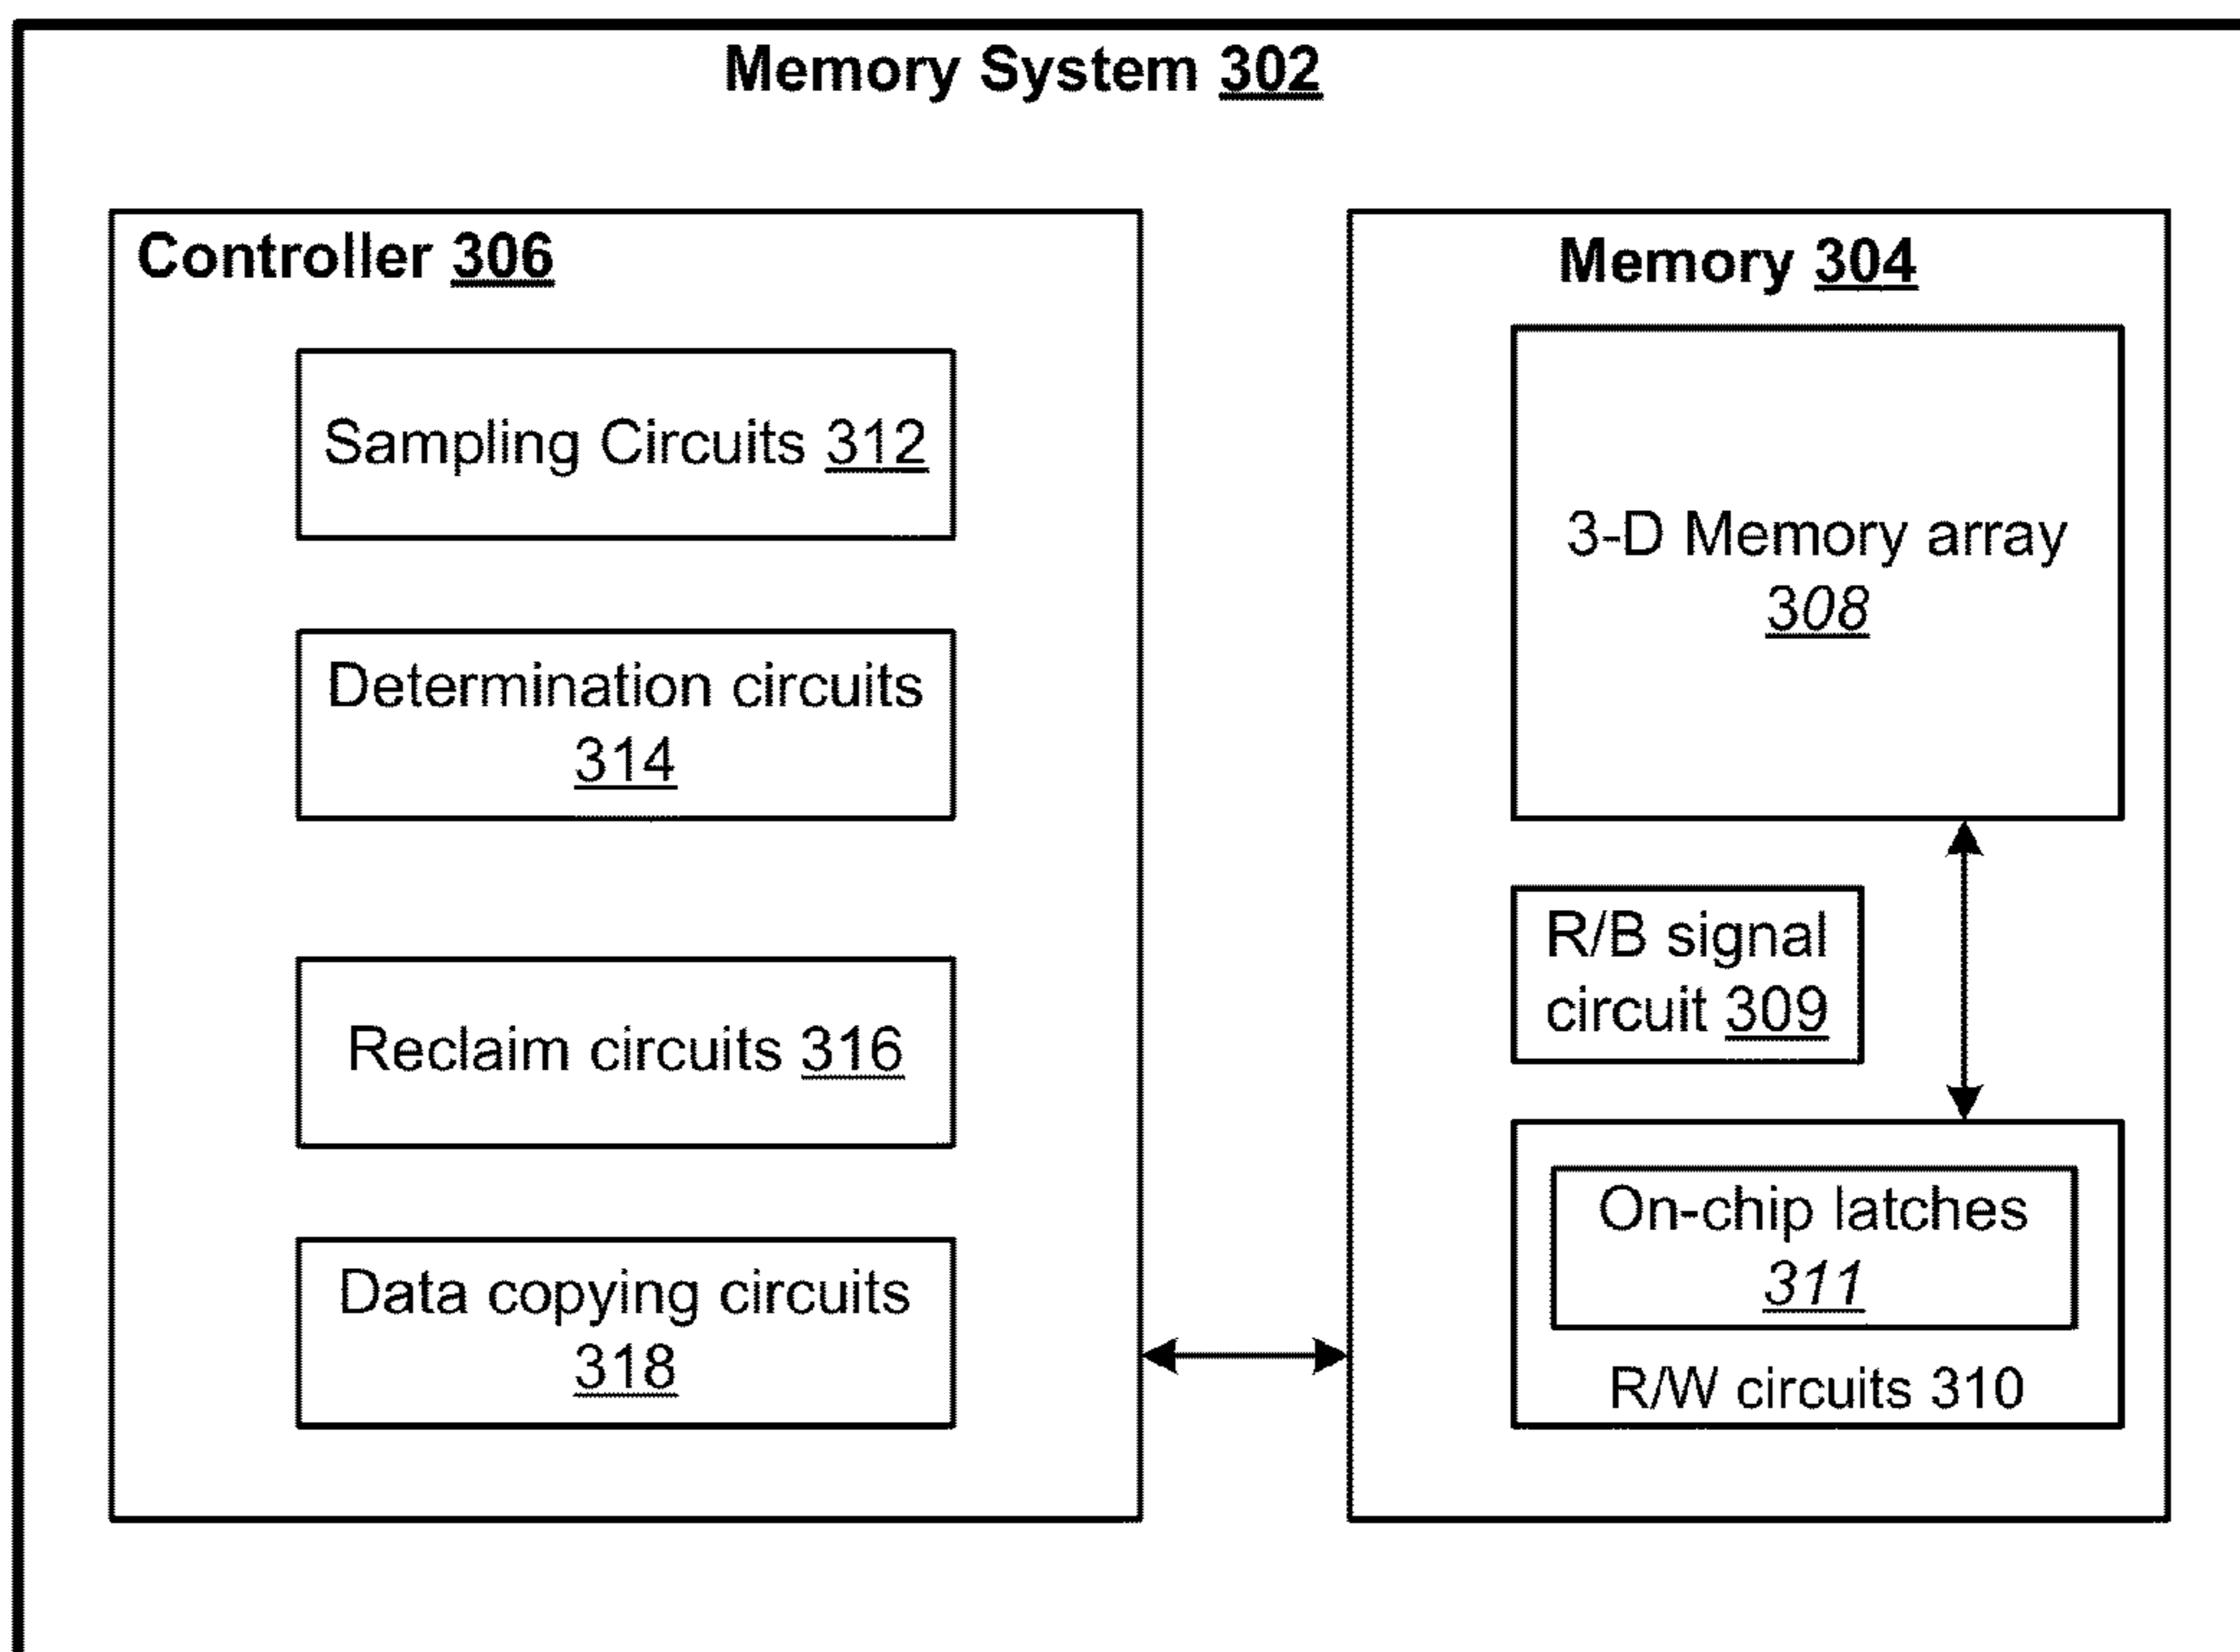 Memory System 302
Controller 306
Sampling Circuits 312
Determination circuits
314
Reclaim circuits 316
Data copying circuits
318
Memory 304
3-D Memory array
308
R/B signal
circuit 309
On-chip latches
311
R/W circuits 310